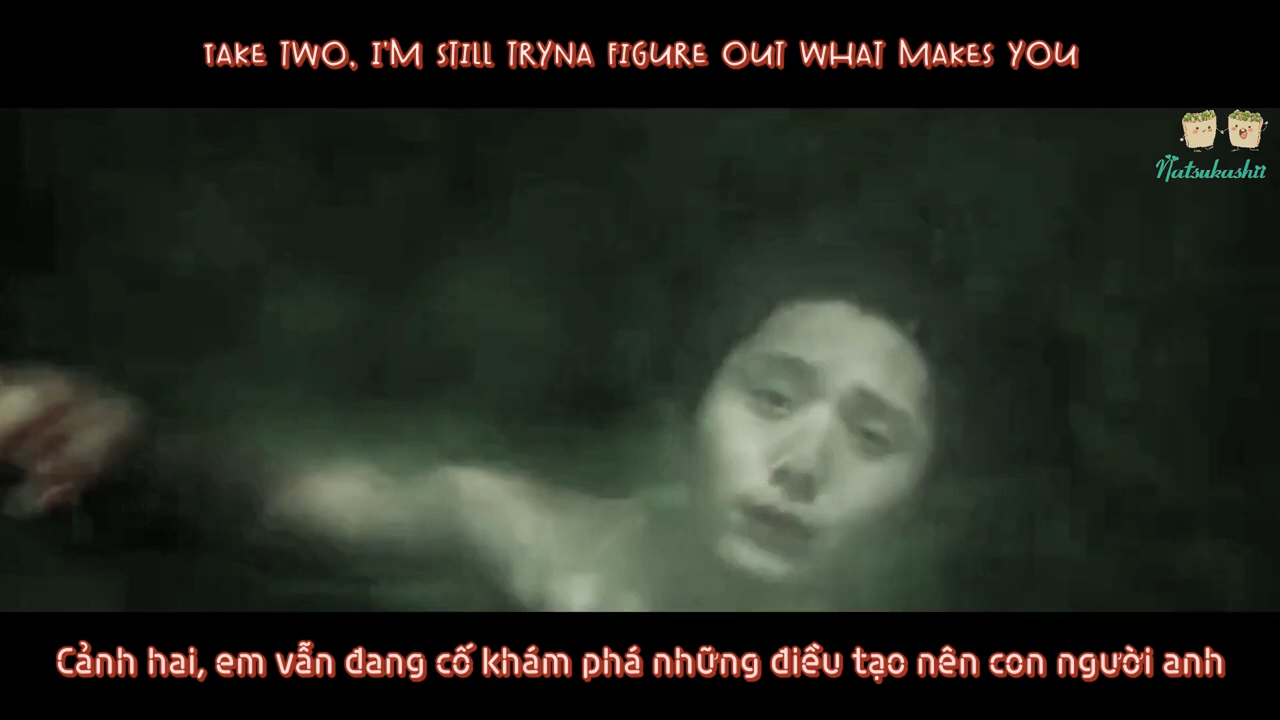 TAKE TWO, I'M STILL TRYNA FIGURE OUT WHAT MAKES YOU
Natsukashii
Cảnh hai, em vẫn đang cố khám phá những điều tạo nên con người anh